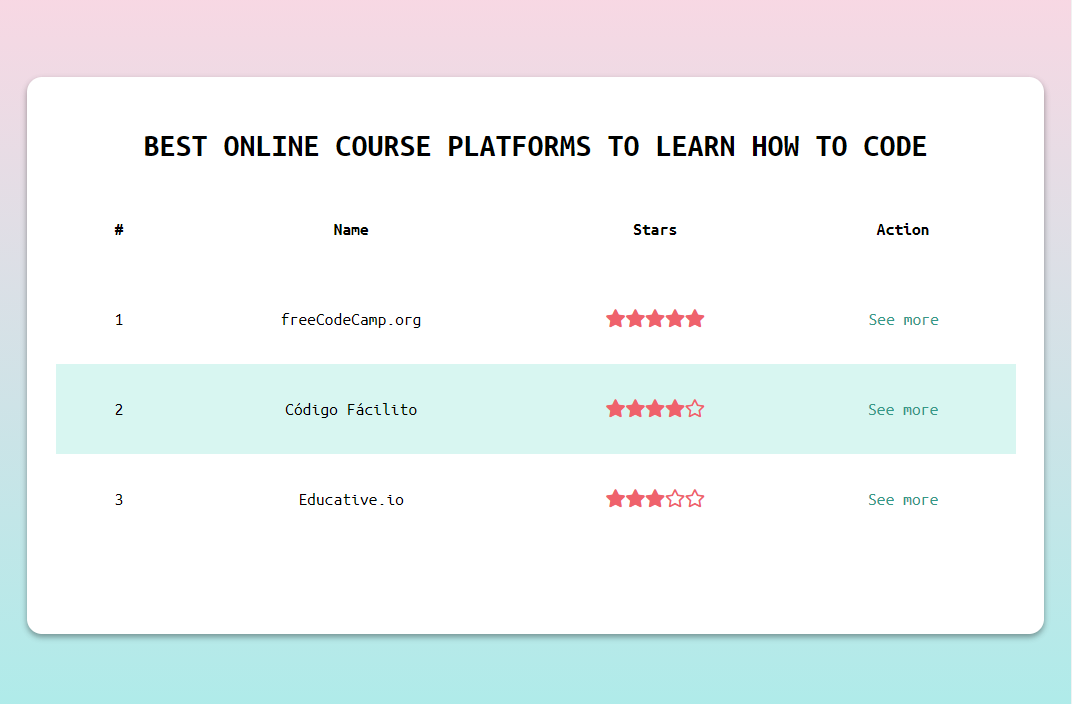 BEST ONLINE COURSE PLATFORMS TO LEARN HOW TO CODE
# Name Stars Action
1 freeCodeCamp.org See more
2 Código Fácilito See more
3 Educative.io See more